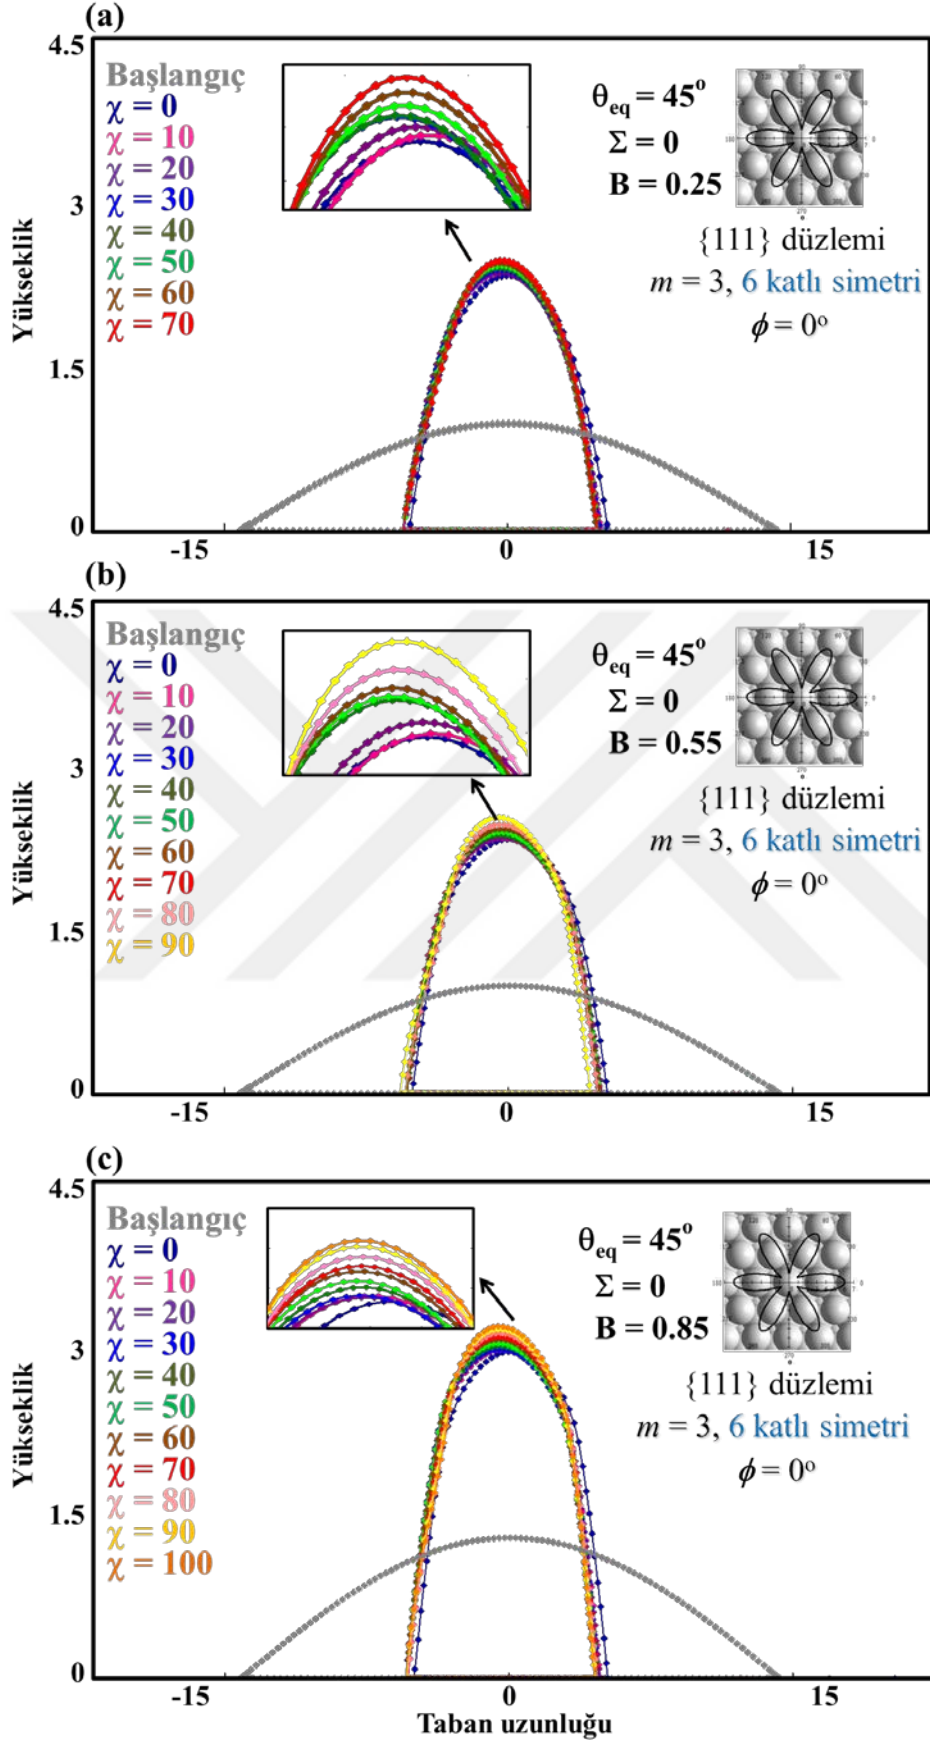 (a)
4.5
3
1.5
0
Yükseklik
Başlangıç
χ = 0
χ = 10
χ = 20
χ = 30
χ = 40
χ = 50
χ = 60
χ = 70
θeq = 45°
Σ = 0
B = 0.25
{111} düzlemi
m = 3, 6 katlı simetri
ϕ = 0°
-15 0 15
(b)
4.5
3
1.5
0
Yükseklik
Başlangıç
χ = 0
χ = 10
χ = 20
χ = 30
χ = 40
χ = 50
χ = 60
χ = 70
χ = 80
χ = 90
θeq = 45°
Σ = 0
B = 0.55
{111} düzlemi
m = 3, 6 katlı simetri
ϕ = 0°
-15 0 15
(c)
4.5
3
1.5
0
Yükseklik
Başlangıç
χ = 0
χ = 10
χ = 20
χ = 30
χ = 40
χ = 50
χ = 60
χ = 70
χ = 80
χ = 90
χ = 100
θeq = 45°
Σ = 0
B = 0.85
{111} düzlemi
m = 3, 6 katlı simetri
ϕ = 0°
-15 0 15
Taban uzunluğu